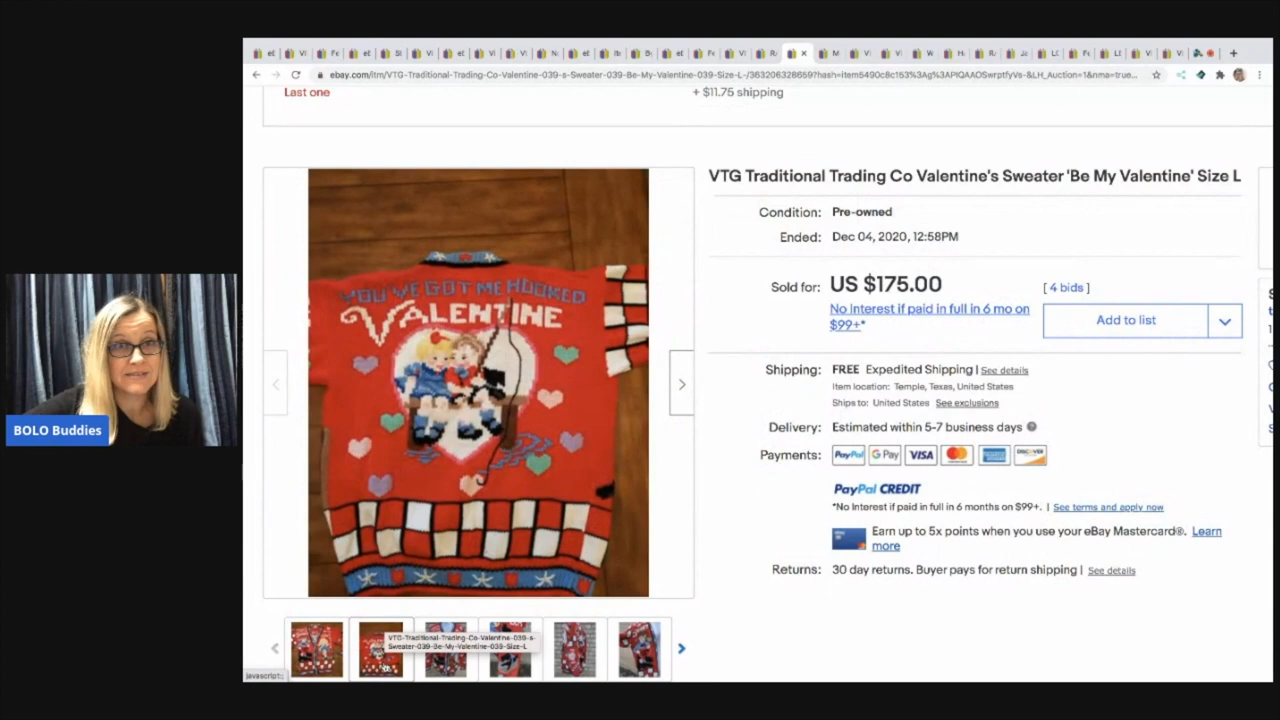 ebay.com/itm/VTG-Traditional-Trading-Co-Valentine-039-s-Sweater-039-Be-My-Valentine-039-Size-L-/363206328659?hash=item5490c8c153%3Ag%3APlQAAOSwrptfyVs-&LH_Auction=1&nma=true...
Last one
+ $11.75 shipping
VTG Traditional Trading Co Valentine's Sweater 'Be My Valentine' Size L
Condition: Pre-owned
Ended: Dec 04, 2020, 12:58PM
Sold for: US $175.00 [ 4 bids ]
No Interest if paid in full in 6 mo on
$99+*
Add to list
Shipping: FREE Expedited Shipping | See details
Item location: Temple, Texas, United States
Ships to: United States See exclusions
Delivery: Estimated within 5-7 business days
Payments: PayPal G Pay VISA
DISCOVER
PayPal CREDIT
*No Interest if paid in full in 6 months on $99+. | See terms and apply now
Earn up to 5x points when you use your eBay Mastercard®. Learn
more
Returns: 30 day returns. Buyer pays for return shipping | See details
YOU'VE GOT ME HOOKED
VALENTINE
BOLO Buddies
VTG-Traditional-Trading-Co-Valentine-039-s-
Sweater-039-Be-My-Valentine-039-Size-L
javascript:;